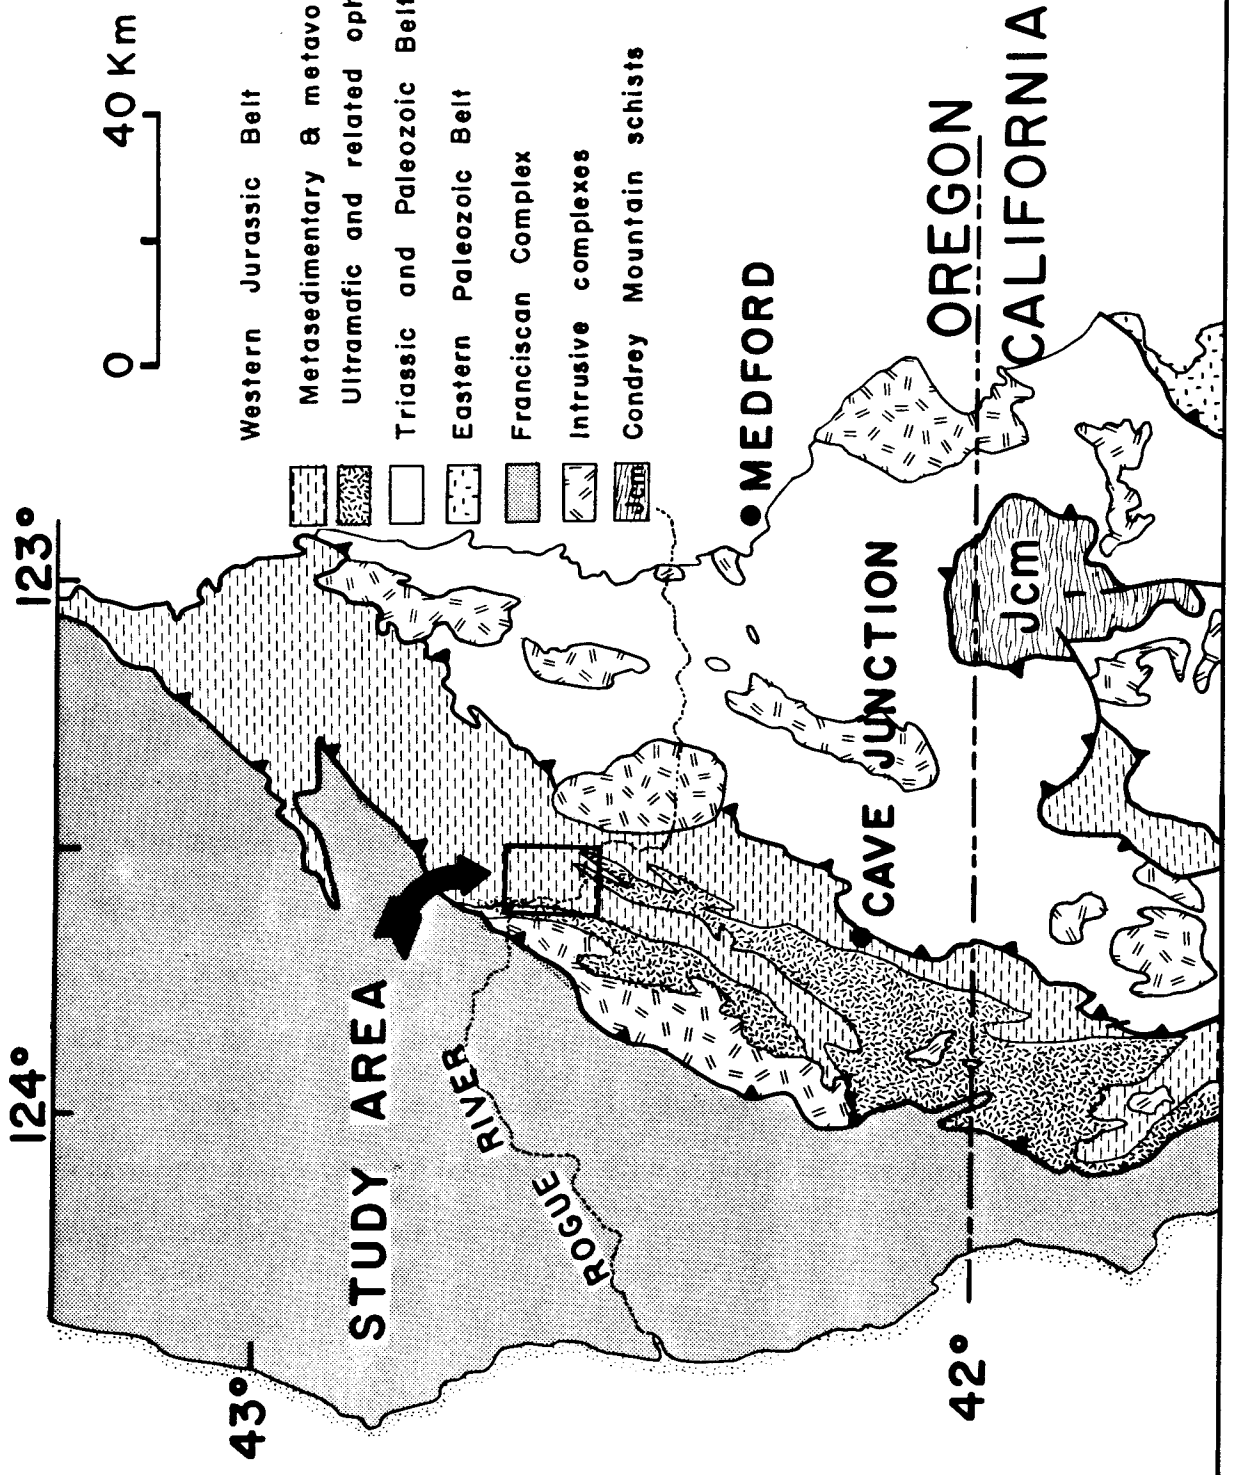 124°
123°
0
40 Km
43°
42°
STUDY AREA
ROGUE RIVER
Western Jurassic Belt
Metasedimentary & metavo
Ultramafic and related oph
Triassic and Paleozoic Belt
Eastern Paleozoic Belt
Franciscan Complex
Intrusive complexes
Jcm Condrey Mountain schists
MEDFORD
CAVE JUNCTION
OREGON
CALIFORNIA
Jcm